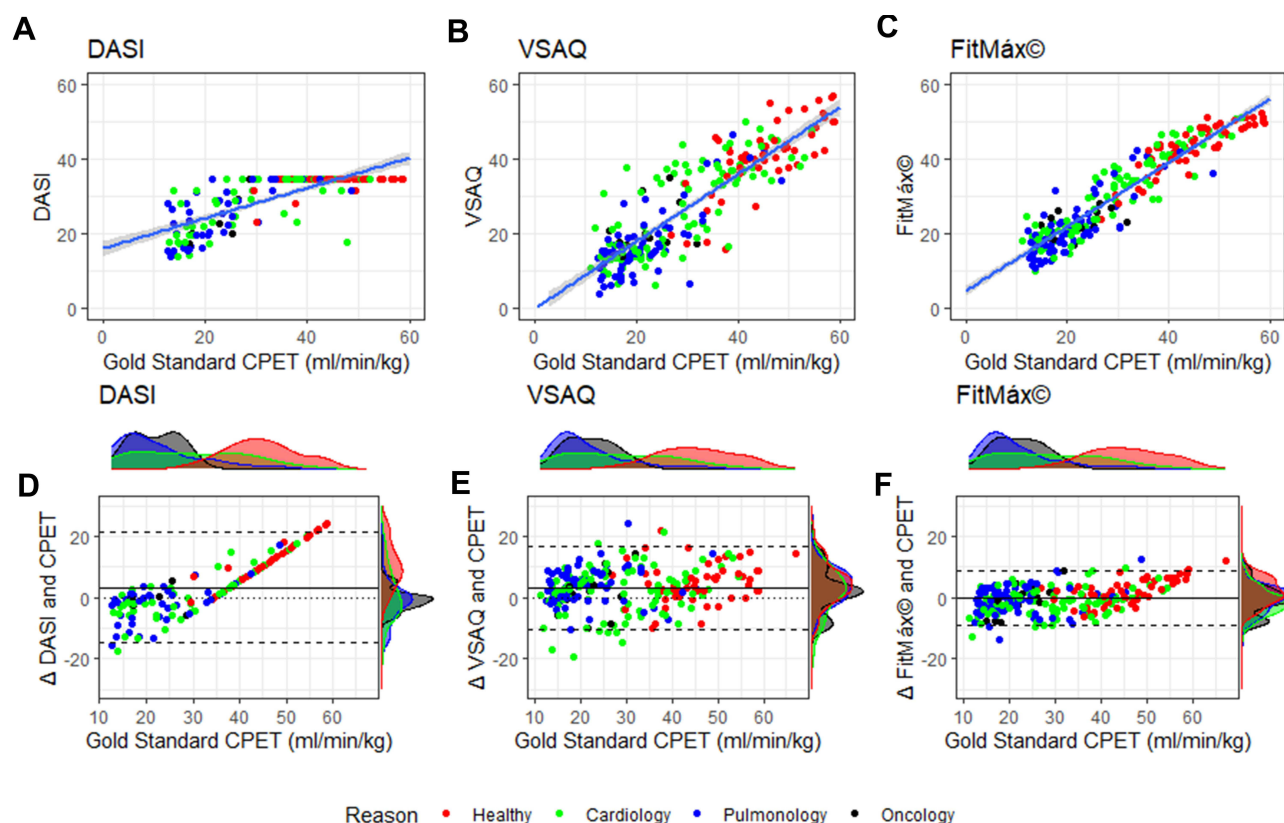 A
DASI
60
40
20
0
DASI
0 20 40 60
Gold Standard CPET (ml/min/kg)
B
VSAQ
60
40
20
0
VSAQ
0 20 40 60
Gold Standard CPET (ml/min/kg)
C
FitMáx©
60
40
20
0
FitMáx©
0 20 40 60
Gold Standard CPET (ml/min/kg)
D
DASI
20
0
-20
Δ DASI and CPET
10 20 30 40 50 60
Gold Standard CPET (ml/min/kg)
E
VSAQ
20
0
-20
Δ VSAQ and CPET
10 20 30 40 50 60
Gold Standard CPET (ml/min/kg)
F
FitMáx©
20
0
-20
Δ FitMáx© and CPET
10 20 30 40 50 60
Gold Standard CPET (ml/min/kg)
Reason Healthy Cardiology Pulmonology Oncology